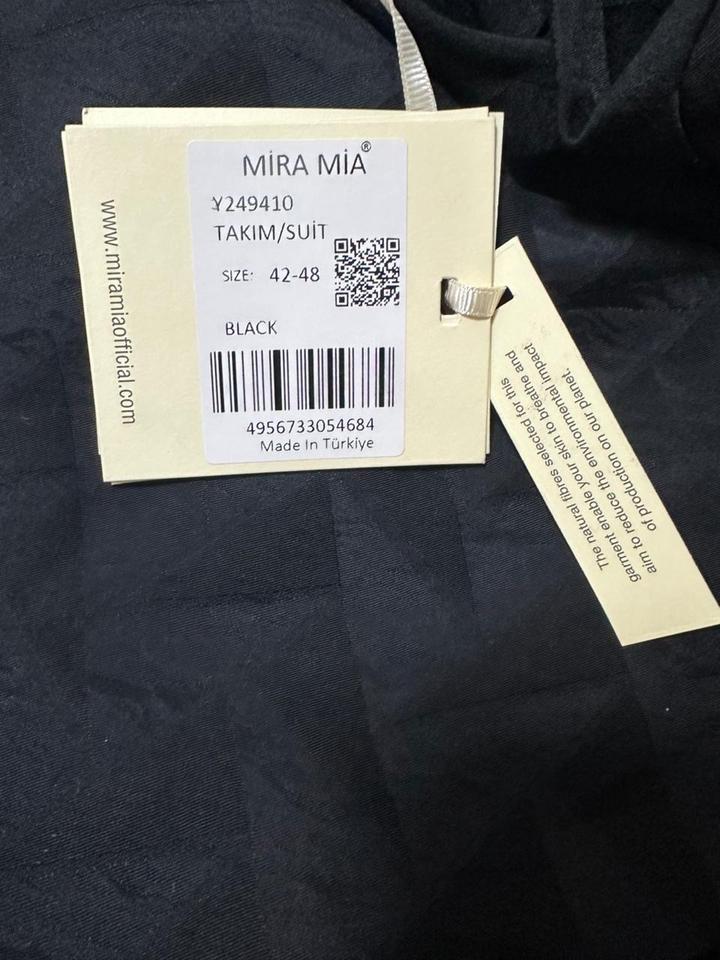 MİRA MİA®
Y249410
TAKIM/SUİT
SIZE: 42-48
BLACK
4956733054684
Made In Türkiye
www.miramiaofficial.com
The natural fibres selected for this
garment enable your skin to breathe and
aim to reduce the environmental impact
of production on our planet.